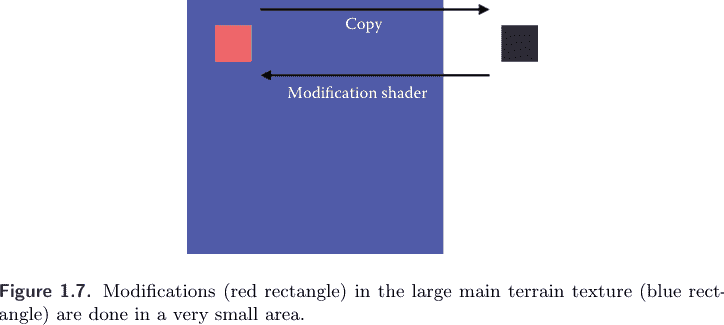 Copy
Modification shader
Figure 1.7. Modifications (red rectangle) in the large main terrain texture (blue rect-
angle) are done in a very small area.